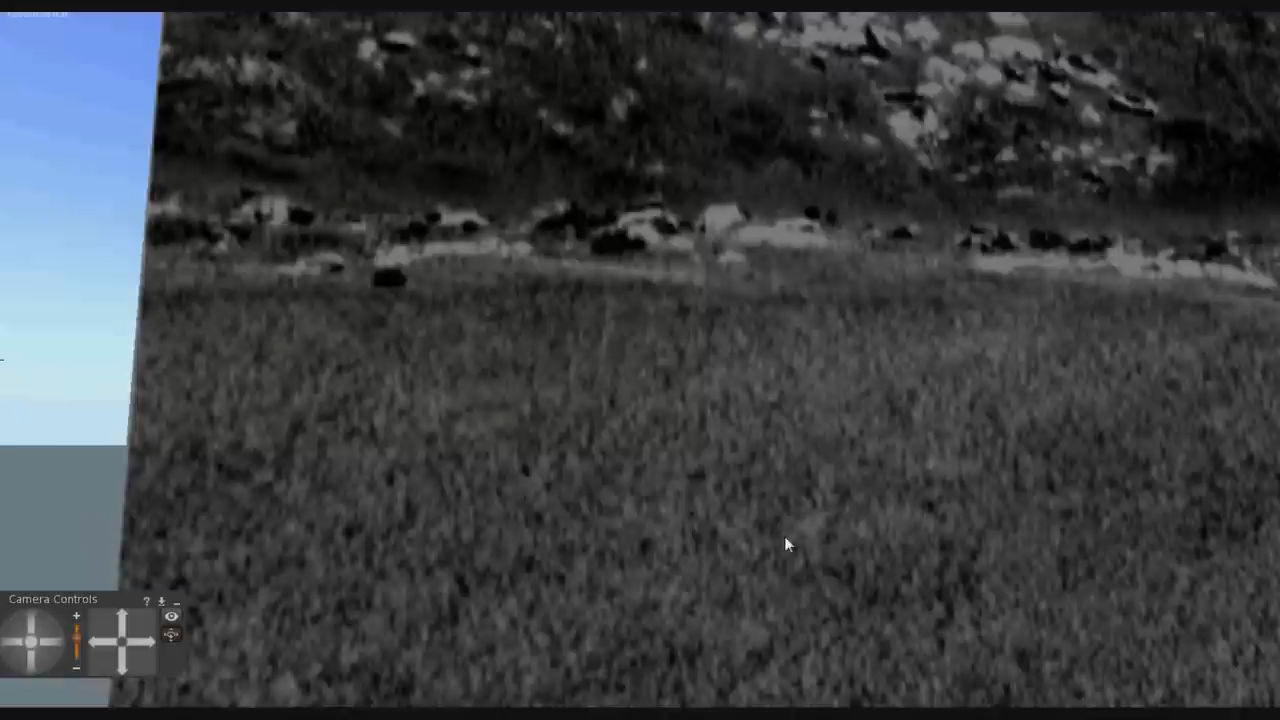 Camera Controls ? –
+
–